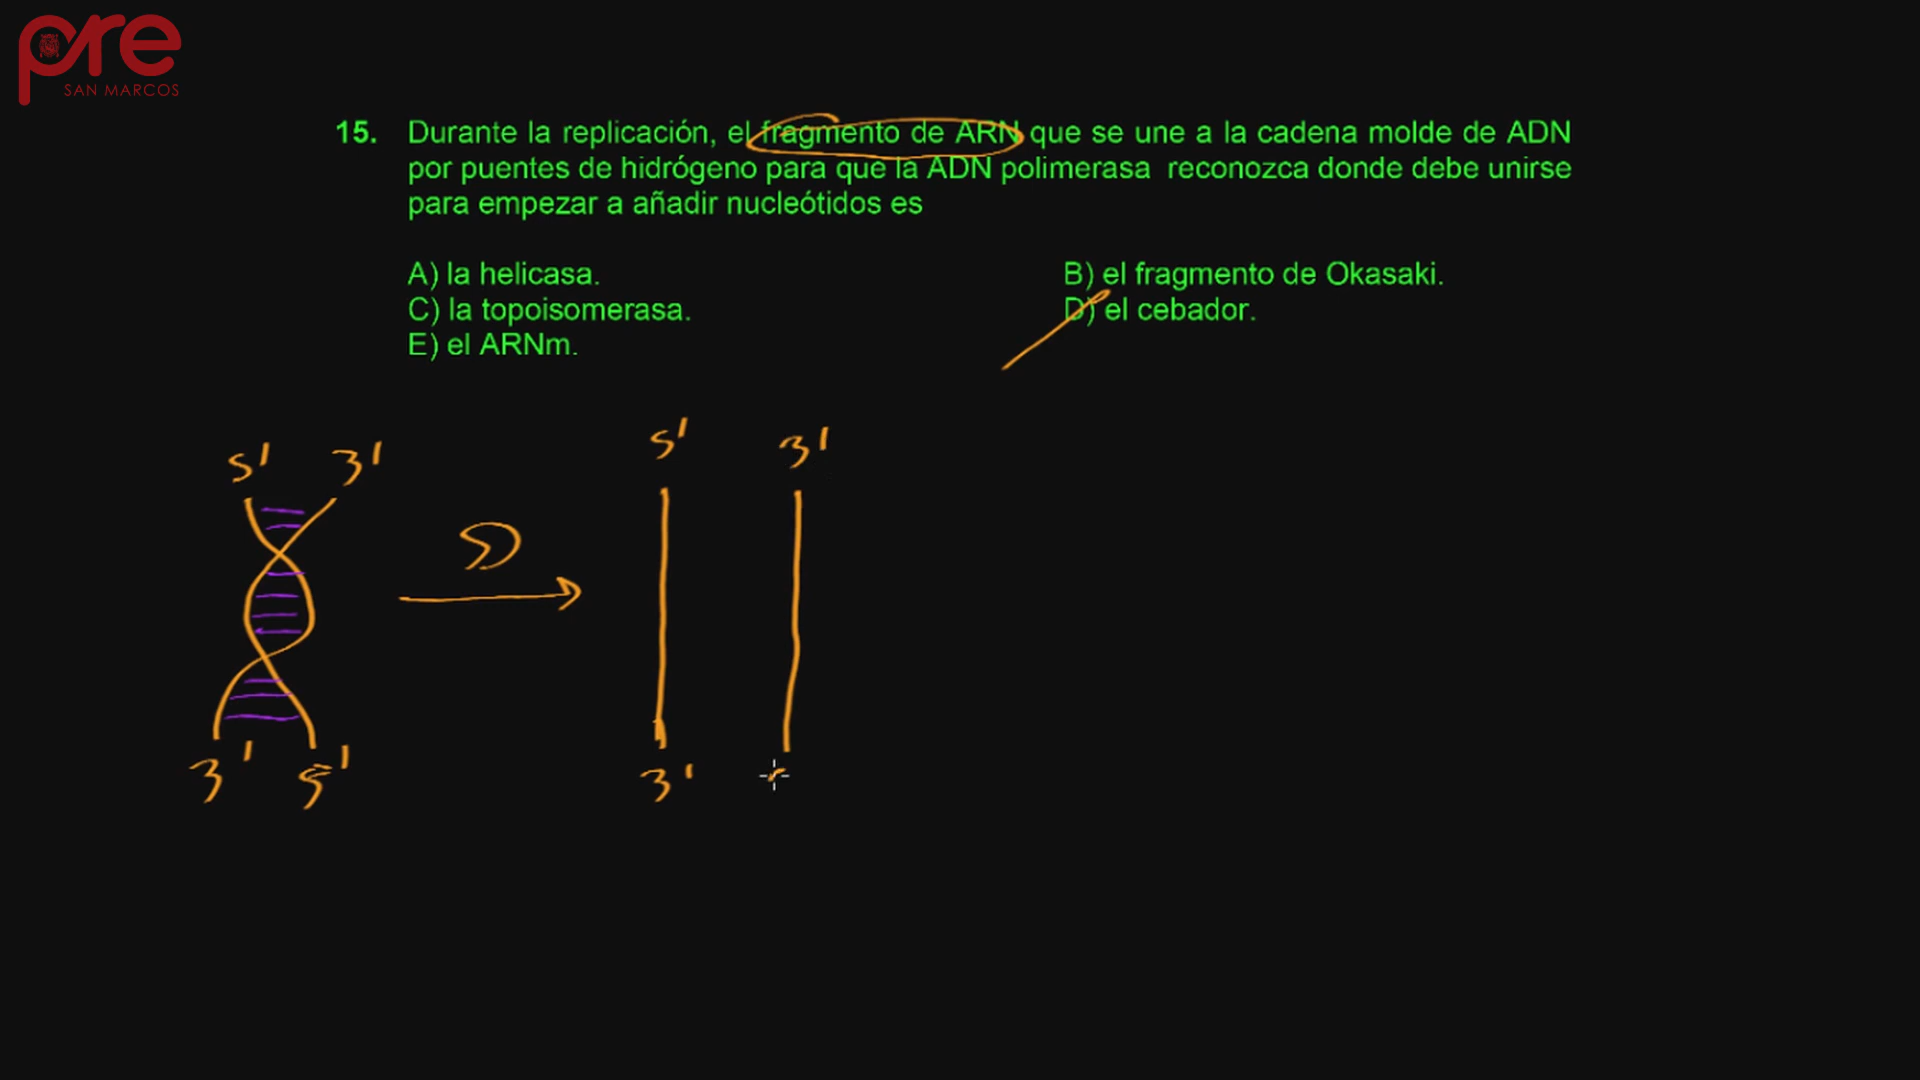 pre
SAN MARCOS
15. Durante la replicación, el fragmento de ARN que se une a la cadena molde de ADN
por puentes de hidrógeno para que la ADN polimerasa reconozca donde debe unirse
para empezar a añadir nucleótidos es
A) la helicasa. B) el fragmento de Okasaki.
C) la topoisomerasa. D) el cebador.
E) el ARNm.
5' 3' 5' 3'
3' 5' 3'